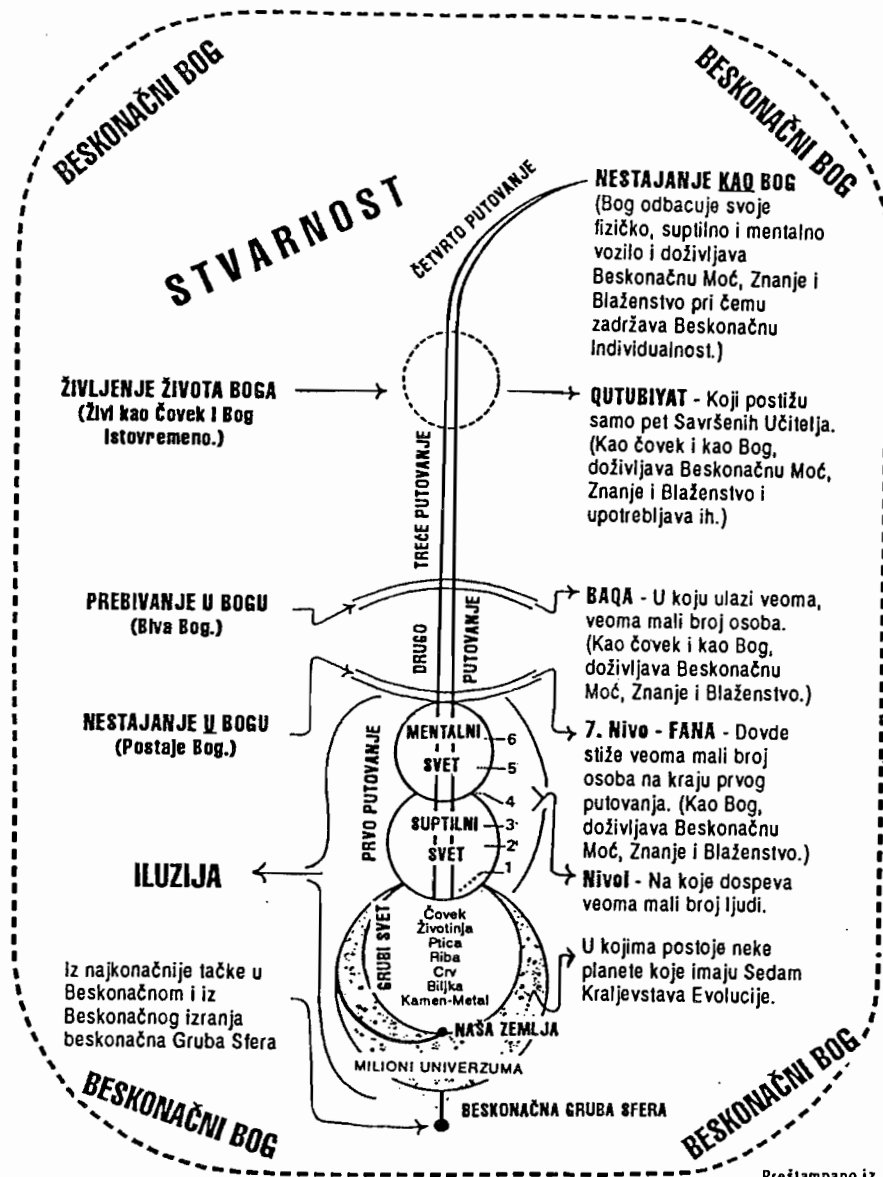 BESKONAČNI BOG
BESKONAČNI BOG
STVARNOST
ČETVRTO PUTOVANJE
NESTAJANJE KAO BOG
(Bog odbacuje svoje
fizičko, suptilno i mentalno
vozilo i doživljava
Beskonačnu Moć, Znanje i
Blaženstvo pri čemu
zadržava Beskonačnu
Individualnost.)
ŽIVLJENJE ŽIVOTA BOGA
(Živi kao Čovek i Bog
Istovremeno.)
QUTUBIYAT - Koji postižu
samo pet Savršenih Učitelja.
(Kao čovek i kao Bog,
doživljava Beskonačnu Moć,
Znanje i Blaženstvo i
upotrebljava ih.)
TREĆE PUTOVANJE
PREBIVANJE U BOGU
(Biva Bog.)
DRUGO
PUTOVANJE
BAQA - U koju ulazi veoma,
veoma mali broj osoba.
(Kao čovek i kao Bog,
doživljava Beskonačnu
Moć, Znanje i Blaženstvo.)
NESTAJANJE U BOGU
(Postaje Bog.)
7. Nivo - FANA - Dovde
stiže veoma mali broj
osoba na kraju prvog
putovanja. (Kao Bog,
doživljava Beskonačnu
Moć, Znanje i Blaženstvo.)
PRVO PUTOVANJE
MENTALNI
SVET
6
5
4
SUPTILNI
SVET
3
2
1
ILUZIJA
NivoI - Na koje dospeva
veoma mali broj ljudi.
GRUBI SVET
Čovek
Životinja
Ptica
Riba
Crv
Biljka
Kamen-Metal
U kojima postoje neke
planete koje imaju Sedam
Kraljevstava Evolucije.
Iz najkonačnije tačke u
Beskonačnom i iz
Beskonačnog izranja
beskonačna Gruba Sfera
NAŠA ZEMLJA
MILIONI UNIVERZUMA
BESKONAČNA GRUBA SFERA
BESKONAČNI BOG
BESKONAČNI BOG